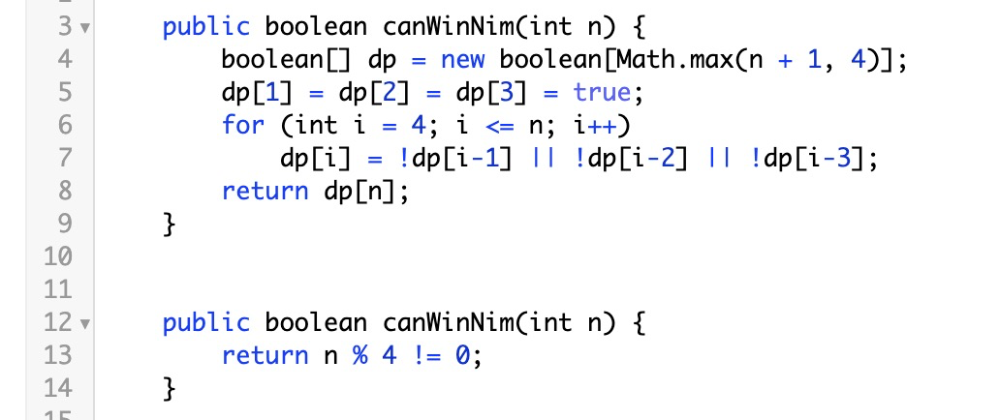 3 public boolean canWinNim(int n) {
4 boolean[] dp = new boolean[Math.max(n + 1, 4)];
5 dp[1] = dp[2] = dp[3] = true;
6 for (int i = 4; i <= n; i++)
7 dp[i] = !dp[i-1] || !dp[i-2] || !dp[i-3];
8 return dp[n];
9 }
10
11
12 public boolean canWinNim(int n) {
13 return n % 4 != 0;
14 }
15